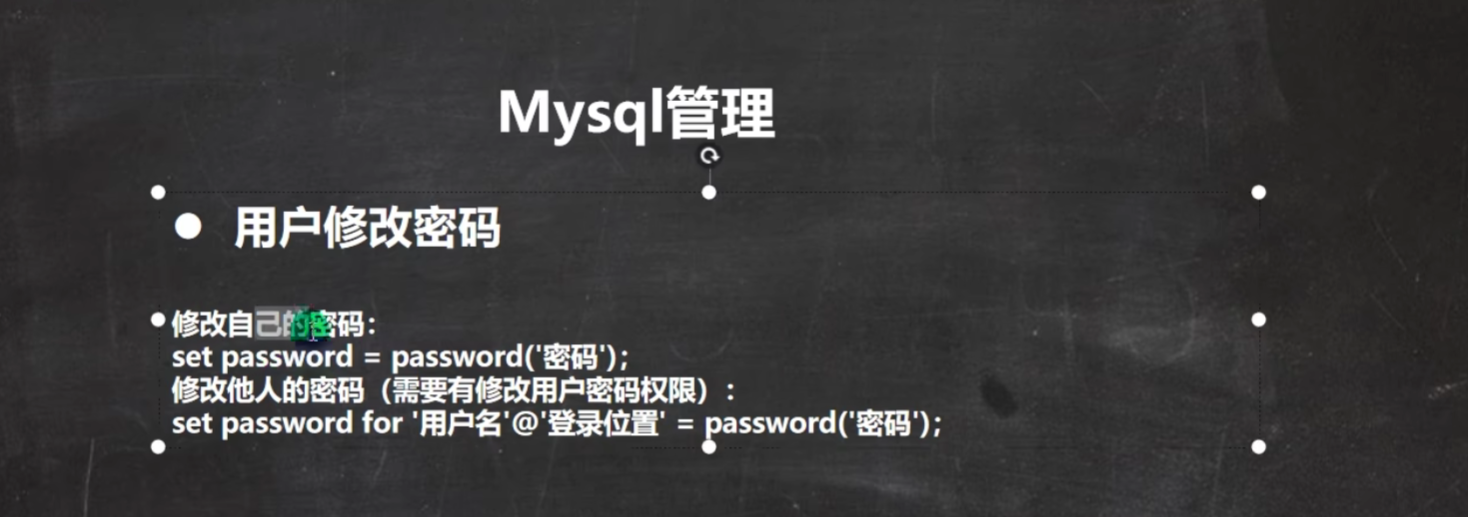 Mysql管理
● 用户修改密码
修改自己的密码：
set password = password('密码');
修改他人的密码（需要有修改用户密码权限）：
set password for '用户名'@'登录位置' = password('密码');